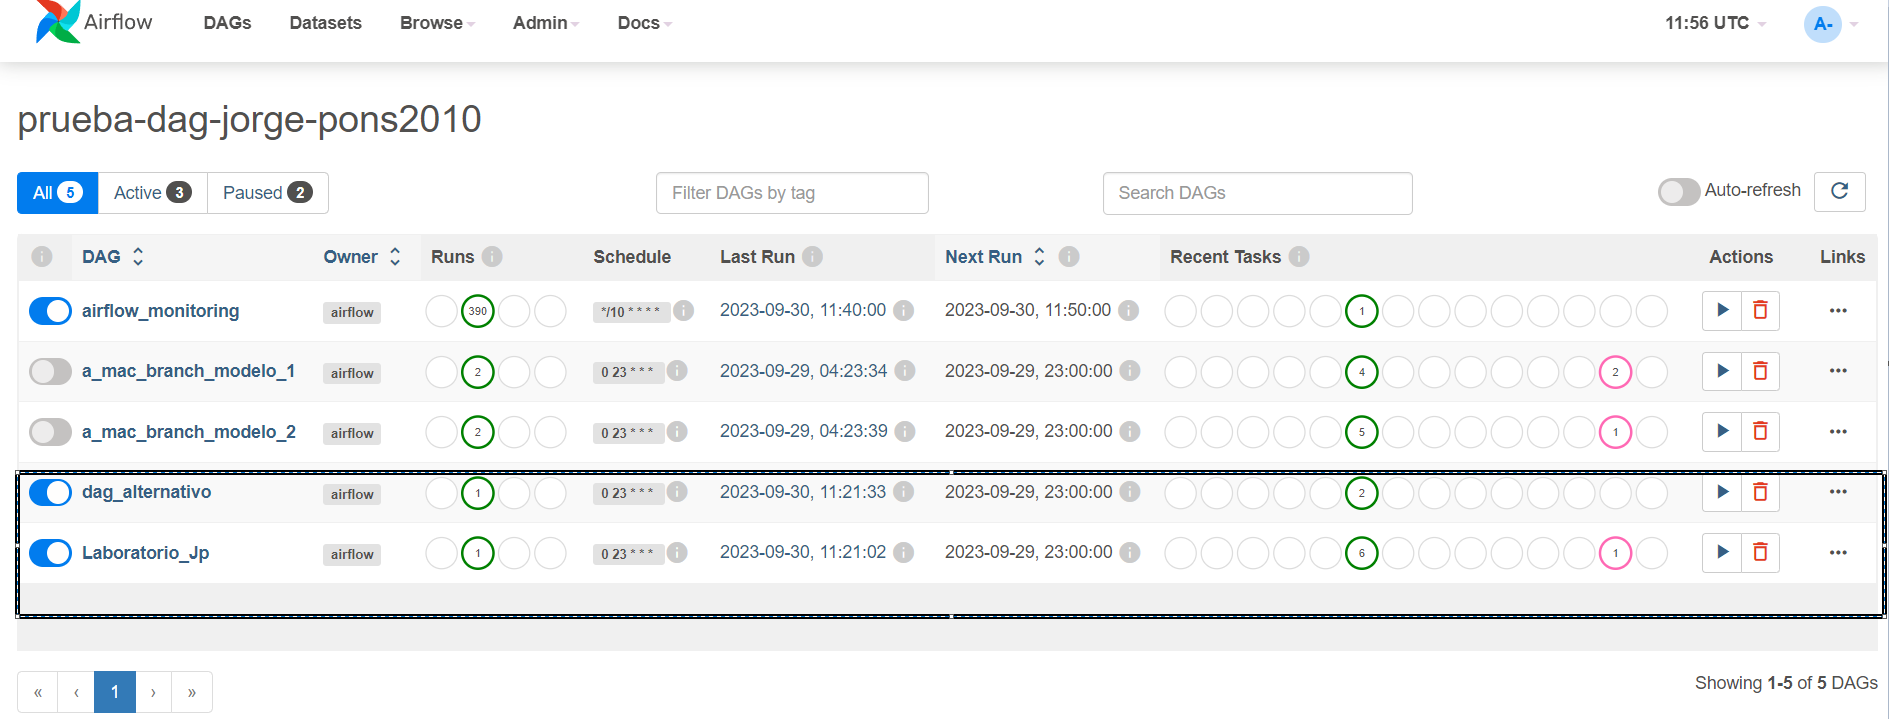 Airflow DAGs Datasets Browse Admin Docs 11:56 UTC A-
prueba-dag-jorge-pons2010
All 5 Active 3 Paused 2 Filter DAGs by tag Search DAGs Auto-refresh
DAG Owner Runs Schedule Last Run Next Run Recent Tasks Actions Links
airflow_monitoring airflow 390 */10 * * * * 2023-09-30, 11:40:00 2023-09-30, 11:50:00 1
a_mac_branch_modelo_1 airflow 2 0 23 * * * 2023-09-29, 04:23:34 2023-09-29, 23:00:00 4 2
a_mac_branch_modelo_2 airflow 2 0 23 * * * 2023-09-29, 04:23:39 2023-09-29, 23:00:00 5 1
dag_alternativo airflow 1 0 23 * * * 2023-09-30, 11:21:33 2023-09-29, 23:00:00 2
Laboratorio_Jp airflow 1 0 23 * * * 2023-09-30, 11:21:02 2023-09-29, 23:00:00 6 1
« ‹ 1 › » Showing 1-5 of 5 DAGs